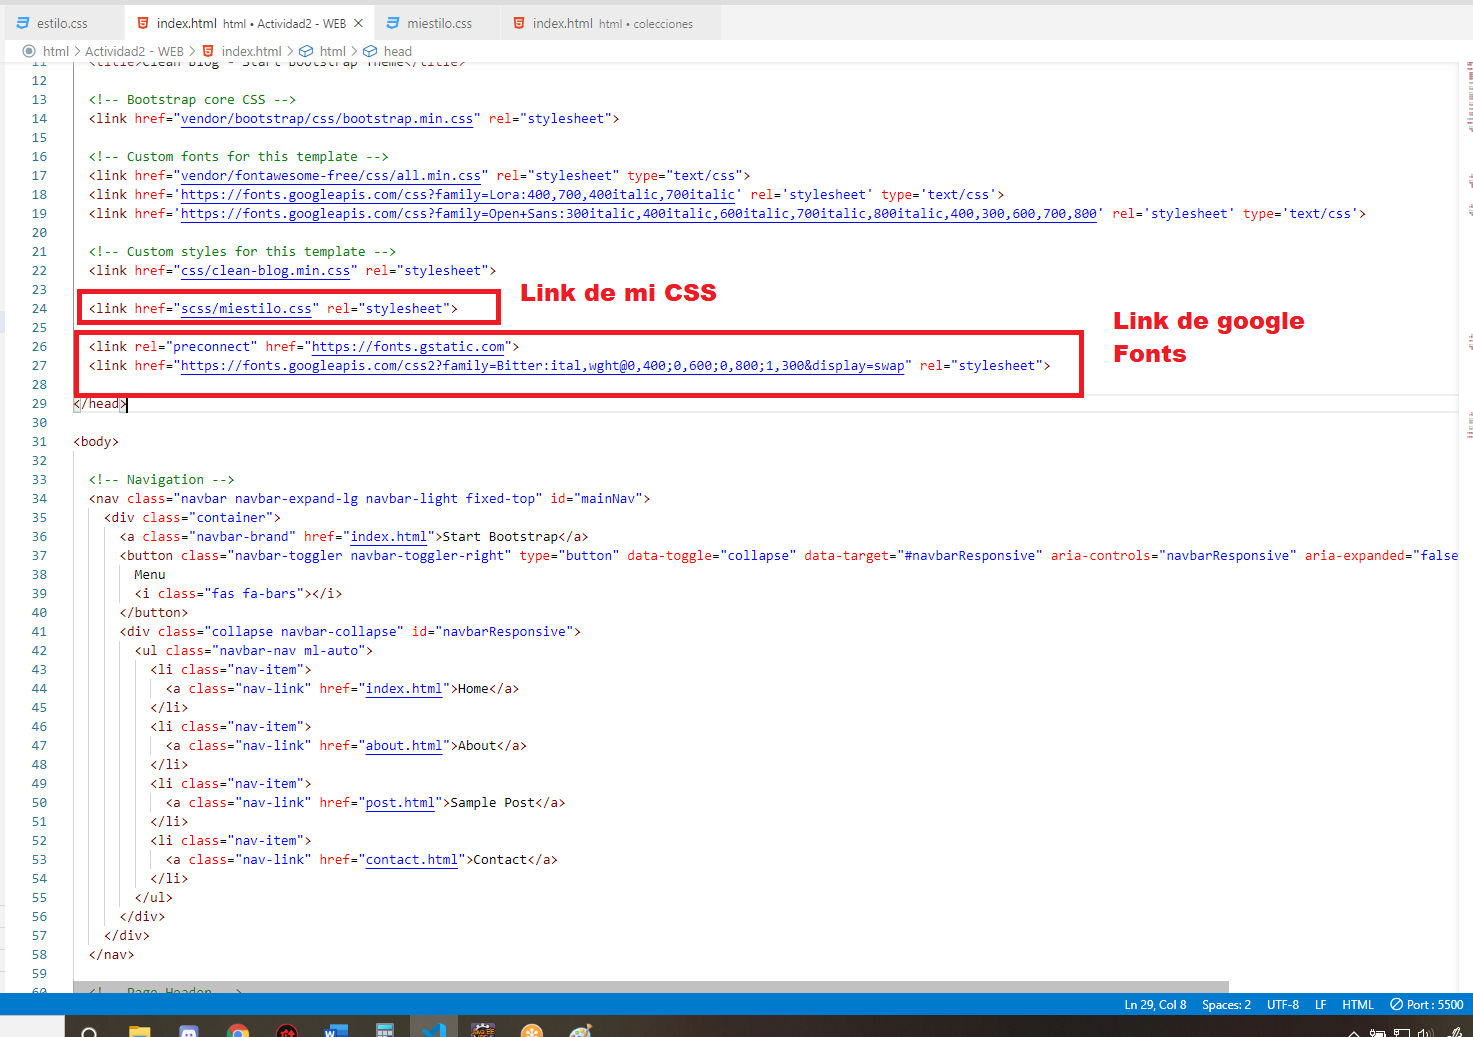 estilo.css
index.html html • Actividad2 - WEB
miestilo.css
index.html html • colecciones
html > Actividad2 - WEB > index.html > html > head
11 <title>Clean Blog - Start Bootstrap Theme</title>
12
13 <!-- Bootstrap core CSS -->
14 <link href="vendor/bootstrap/css/bootstrap.min.css" rel="stylesheet">
15
16 <!-- Custom fonts for this template -->
17 <link href="vendor/fontawesome-free/css/all.min.css" rel="stylesheet" type="text/css">
18 <link href='https://fonts.googleapis.com/css?family=Lora:400,700,400italic,700italic' rel='stylesheet' type='text/css'>
19 <link href='https://fonts.googleapis.com/css?family=Open+Sans:300italic,400italic,600italic,700italic,800italic,400,300,600,700,800' rel='stylesheet' type='text/css'>
20
21 <!-- Custom styles for this template -->
22 <link href="css/clean-blog.min.css" rel="stylesheet">
23
Link de mi CSS
24 <link href="scss/miestilo.css" rel="stylesheet">
25
Link de google
Fonts
26 <link rel="preconnect" href="https://fonts.gstatic.com">
27 <link href="https://fonts.googleapis.com/css2?family=Bitter:ital,wght@0,400;0,600;0,800;1,300&display=swap" rel="stylesheet">
28
29 </head>
30
31 <body>
32
33 <!-- Navigation -->
34 <nav class="navbar navbar-expand-lg navbar-light fixed-top" id="mainNav">
35 <div class="container">
36 <a class="navbar-brand" href="index.html">Start Bootstrap</a>
37 <button class="navbar-toggler navbar-toggler-right" type="button" data-toggle="collapse" data-target="#navbarResponsive" aria-controls="navbarResponsive" aria-expanded="false
38 Menu
39 <i class="fas fa-bars"></i>
40 </button>
41 <div class="collapse navbar-collapse" id="navbarResponsive">
42 <ul class="navbar-nav ml-auto">
43 <li class="nav-item">
44 <a class="nav-link" href="index.html">Home</a>
45 </li>
46 <li class="nav-item">
47 <a class="nav-link" href="about.html">About</a>
48 </li>
49 <li class="nav-item">
50 <a class="nav-link" href="post.html">Sample Post</a>
51 </li>
52 <li class="nav-item">
53 <a class="nav-link" href="contact.html">Contact</a>
54 </li>
55 </ul>
56 </div>
57 </div>
58 </nav>
59
60 <!-- Page Header -->
Ln 29, Col 8 Spaces: 2 UTF-8 LF HTML Port : 5500